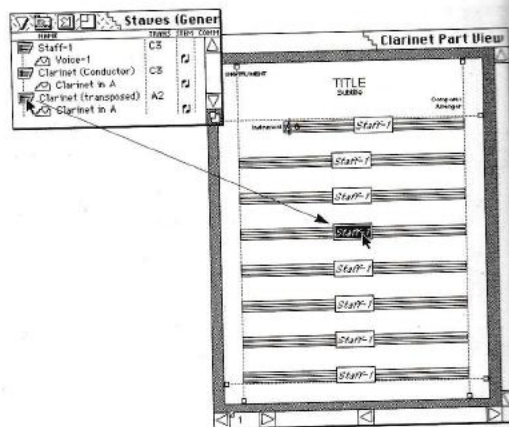 Staves (Gener
NAME TRANS STEM COMM
Staff-1 C3
Voice-1
Clarinet (Conductor) C3
Clarinet in A
Clarinet (transposed) A2
Clarinet in A
Clarinet Part View
INSTRUMENT
TITLE
Subtitle
Composer
Arranger
Instrument
Staff-1
Staff-1
Staff-1
Staff-1
Staff-1
Staff-1
Staff-1
Staff-1
1